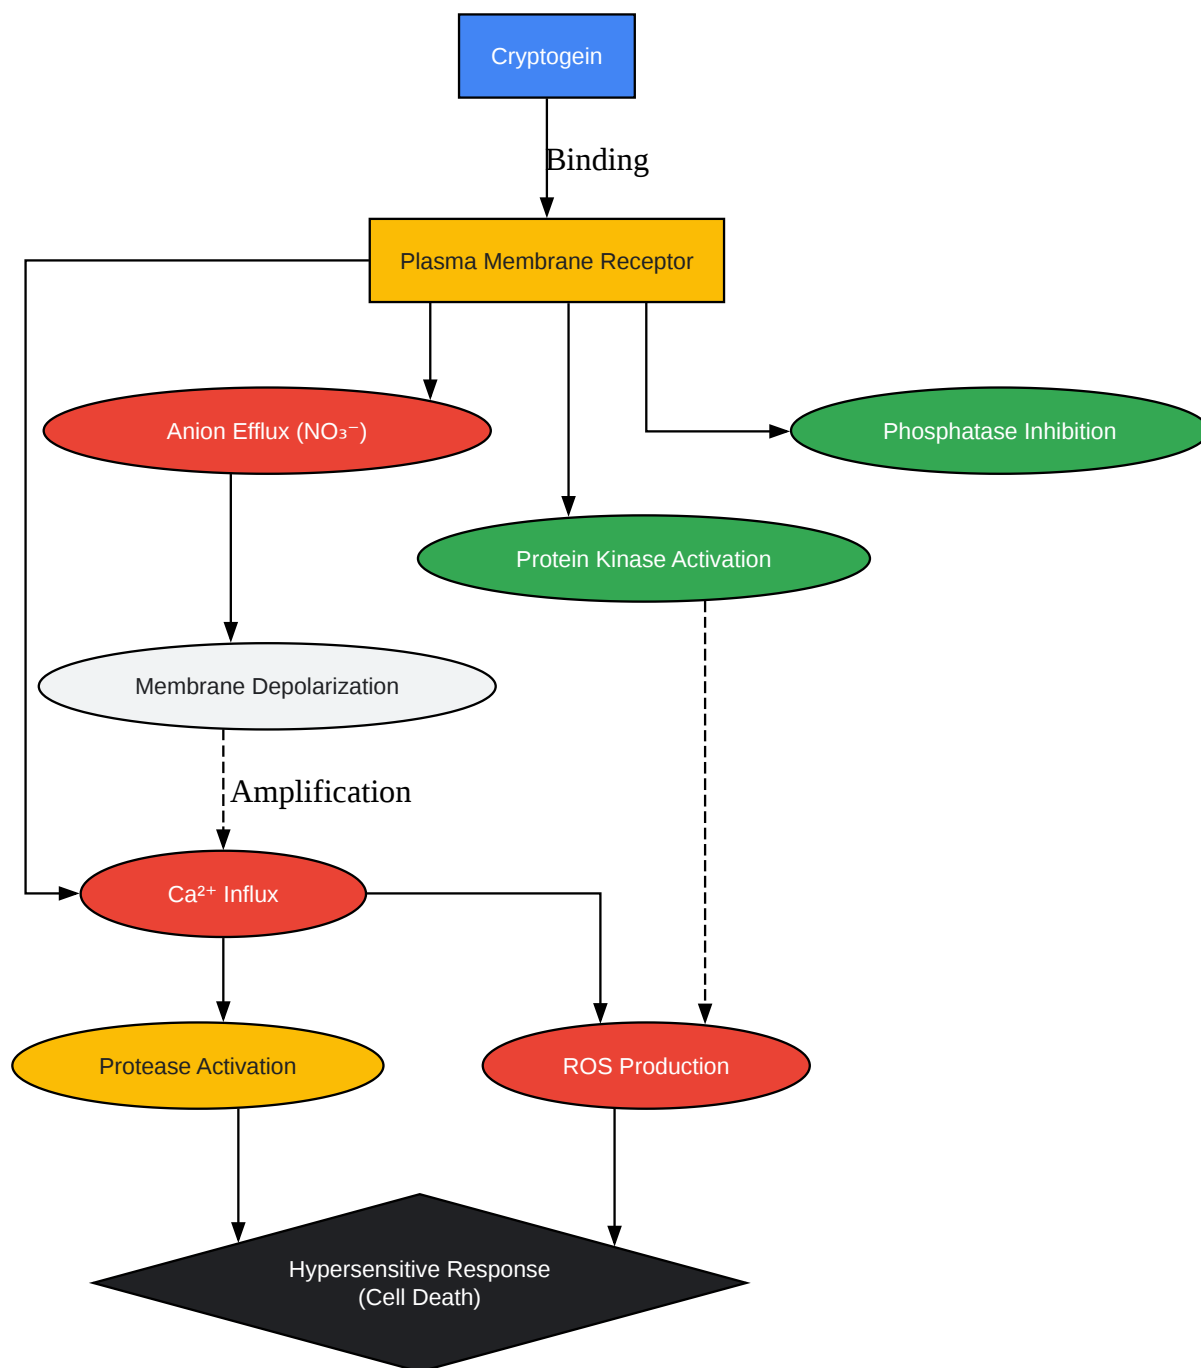 Cryptogein
Binding
Plasma Membrane Receptor
Anion Efflux (NO₃⁻)
Phosphatase Inhibition
Protein Kinase Activation
Membrane Depolarization
Amplification
Ca²⁺ Influx
Protease Activation
ROS Production
Hypersensitive Response
(Cell Death)